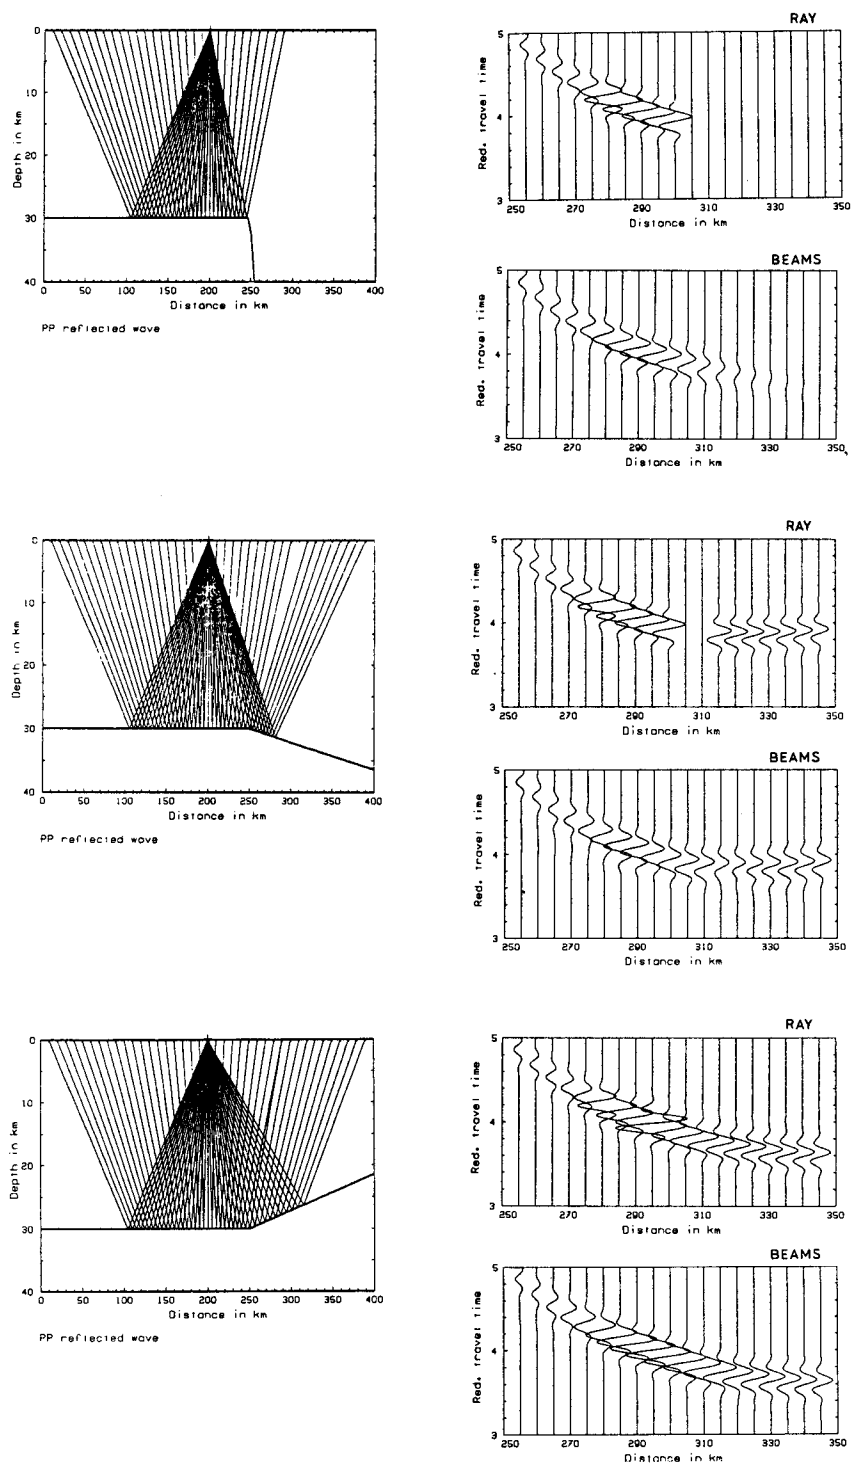 RAY
0
10
20
30
40
Depth in km
0 50 100 150 200 250 300 350 400
Distance in km
PP reflected wave
5
4
3
Red. travel time
250 270 290 310 330 350
Distance in km
BEAMS
5
4
3
Red. travel time
250 270 290 310 330 350
Distance in km
RAY
0
10
20
30
40
Depth in km
0 50 100 150 200 250 300 350 400
Distance in km
PP reflected wave
5
4
3
Red. travel time
250 270 290 310 330 350
Distance in km
BEAMS
5
4
3
Red. travel time
250 270 290 310 330 350
Distance in km
RAY
0
10
20
30
40
Depth in km
0 50 100 150 200 250 300 350 400
Distance in km
PP reflected wave
5
4
3
Red. travel time
250 270 290 310 330 350
Distance in km
BEAMS
5
4
3
Red. travel time
250 270 290 310 330 350
Distance in km